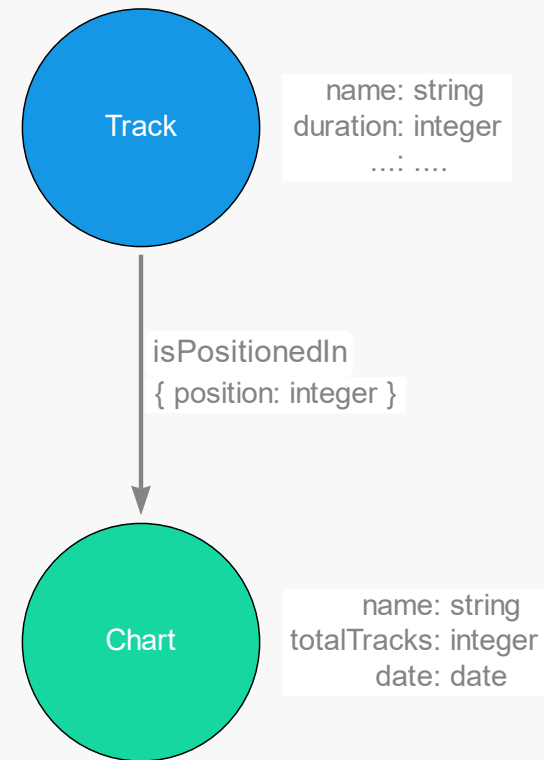 Track
name: string
duration: integer
...: ....
isPositionedIn
{ position: integer }
Chart
name: string
totalTracks: integer
date: date